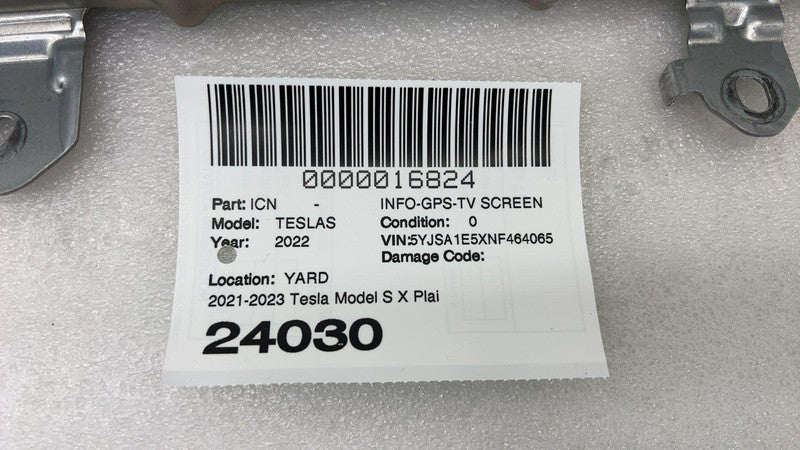 0000016824
Part: ICN - INFO-GPS-TV SCREEN
Model: TESLAS Condition: 0
Year: 2022 VIN:5YJSA1E5XNF464065
Damage Code:
Location: YARD
2021-2023 Tesla Model S X Plai
24030